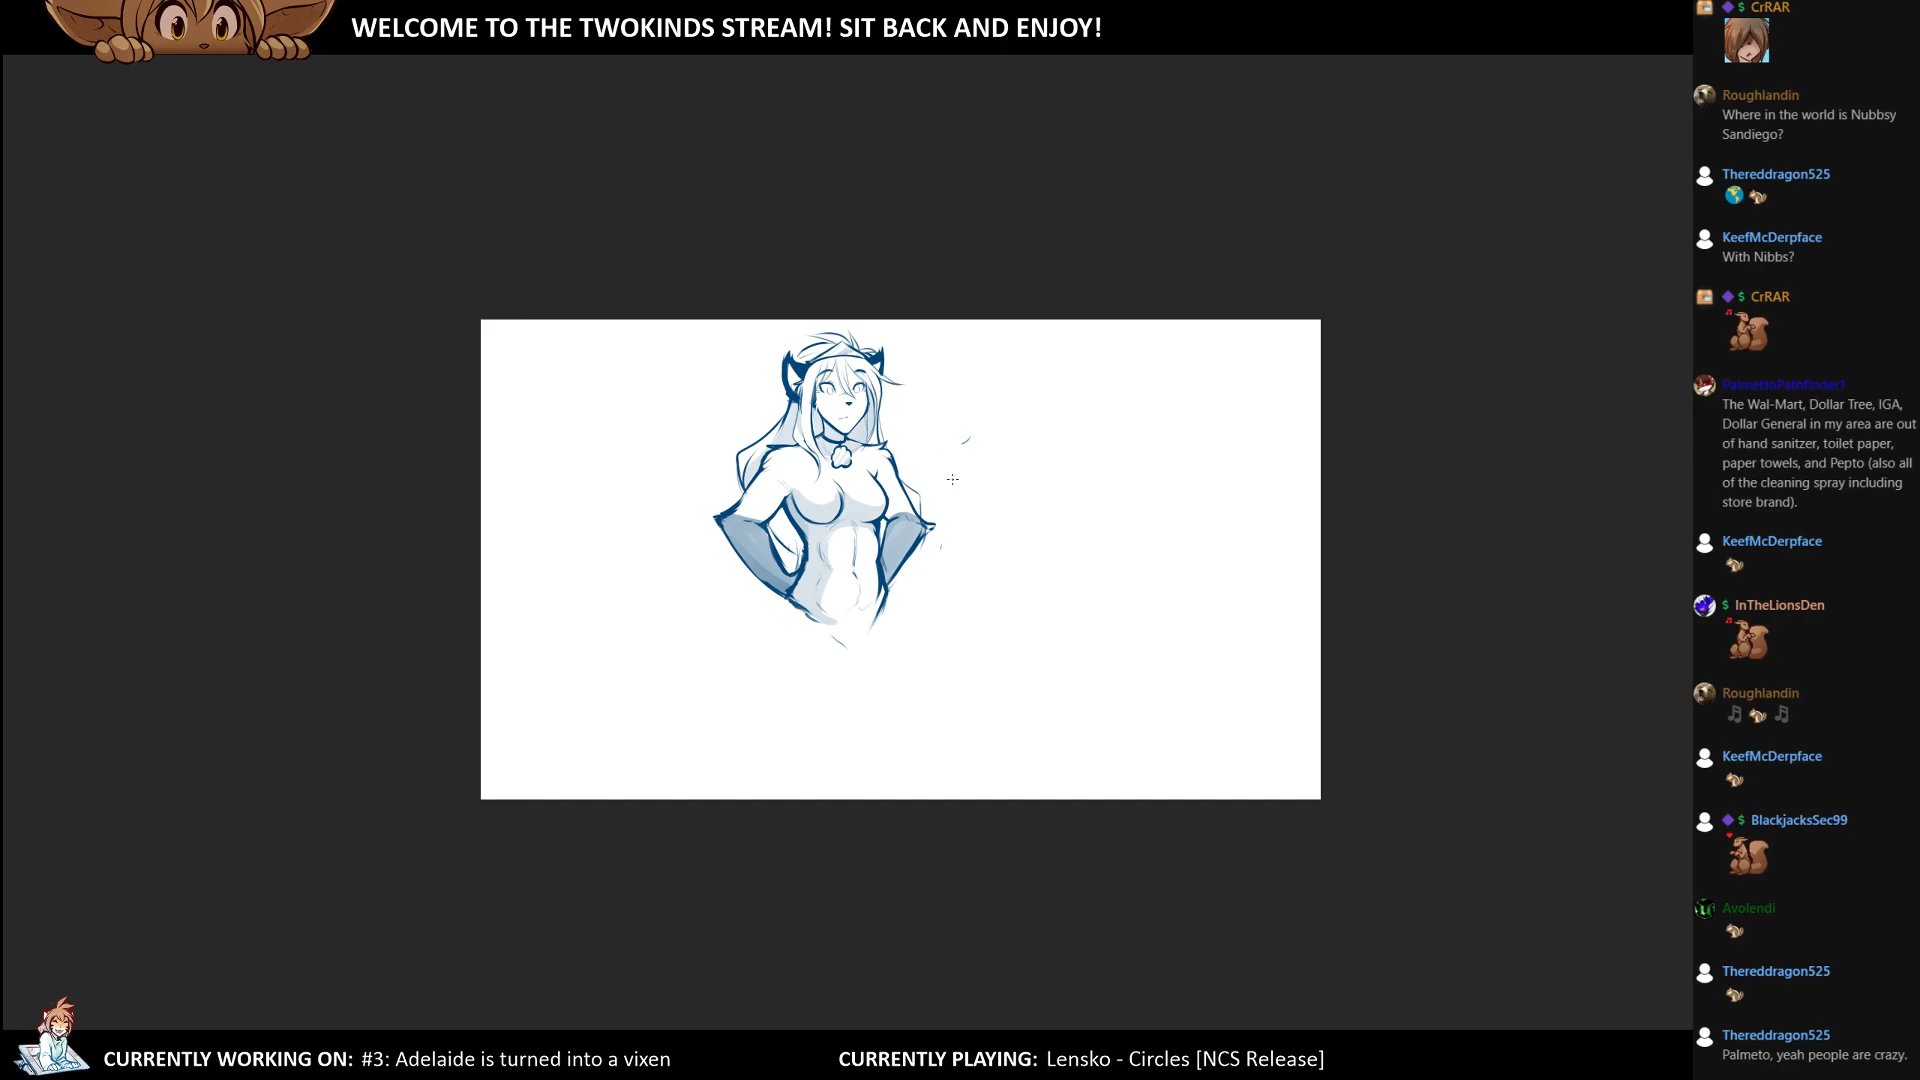 WELCOME TO THE TWOKINDS STREAM! SIT BACK AND ENJOY!
$ CrRAR
Roughlandin
Where in the world is Nubbsy
Sandiego?
Thereddragon525
KeefMcDerpface
With Nibbs?
$ CrRAR
PalmettoPathfinder1
The Wal-Mart, Dollar Tree, IGA,
Dollar General in my area are out
of hand sanitzer, toilet paper,
paper towels, and Pepto (also all
of the cleaning spray including
store brand).
KeefMcDerpface
$ InTheLionsDen
Roughlandin
KeefMcDerpface
$ BlackjacksSec99
Avolendi
Thereddragon525
Thereddragon525
Palmeto, yeah people are crazy.
CURRENTLY WORKING ON: #3: Adelaide is turned into a vixen
CURRENTLY PLAYING: Lensko - Circles [NCS Release]